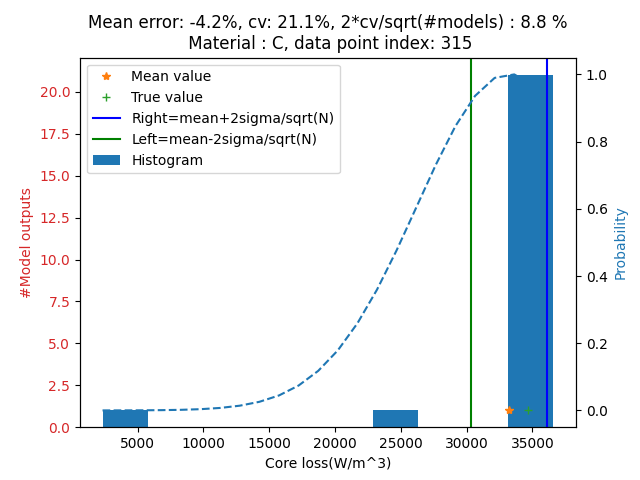 Mean error: -4.2%, cv: 21.1%, 2*cv/sqrt(#models) : 8.8 %
Material : C, data point index: 315
Mean value
True value
Right=mean+2sigma/sqrt(N)
Left=mean-2sigma/sqrt(N)
Histogram
#Model outputs
20.0
17.5
15.0
12.5
10.0
7.5
5.0
2.5
0.0
1.0
0.8
0.6
0.4
0.2
0.0
Probability
5000 10000 15000 20000 25000 30000 35000
Core loss(W/m^3)